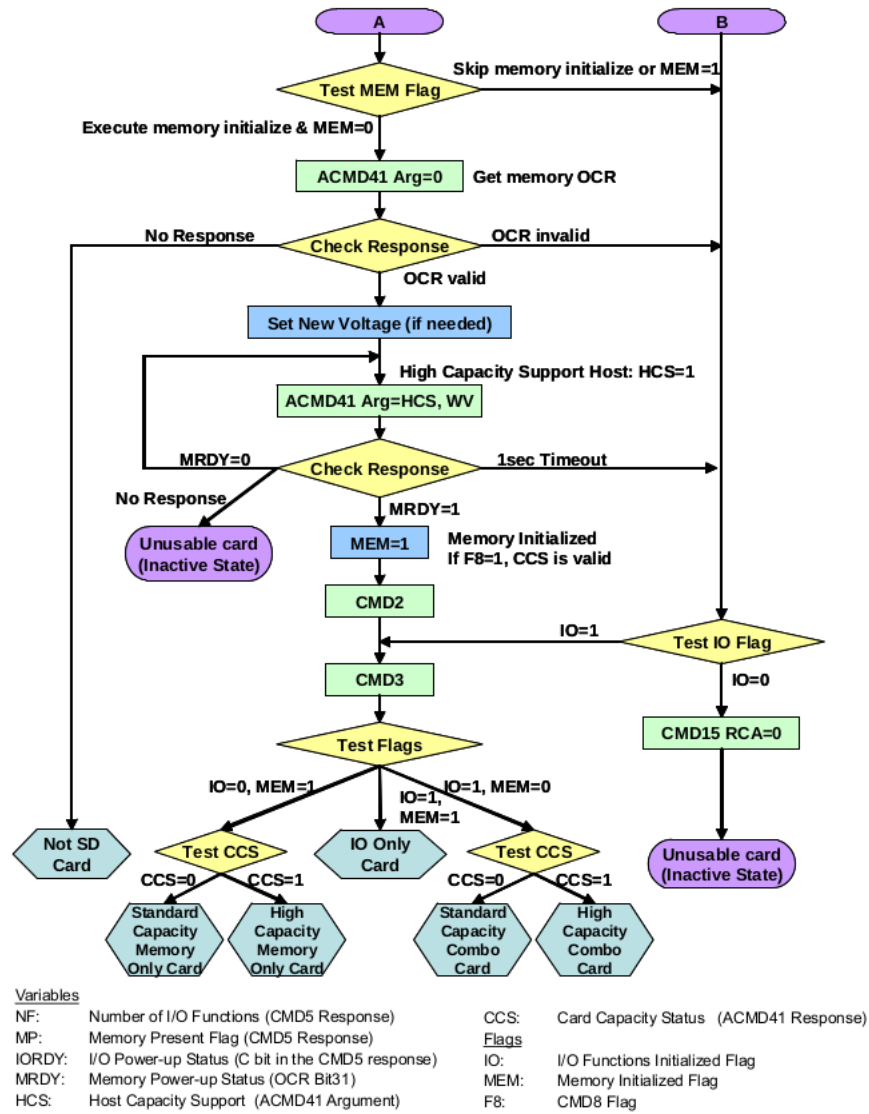 A
B
Skip memory initialize or MEM=1
Test MEM Flag
Execute memory initialize & MEM=0
ACMD41 Arg=0
Get memory OCR
No Response
Check Response
OCR invalid
OCR valid
Set New Voltage (if needed)
High Capacity Support Host: HCS=1
ACMD41 Arg=HCS, WV
MRDY=0
Check Response
1sec Timeout
No Response
MRDY=1
Unusable card
(Inactive State)
MEM=1
Memory Initialized
If F8=1, CCS is valid
CMD2
IO=1
Test IO Flag
CMD3
IO=0
CMD15 RCA=0
Test Flags
IO=0, MEM=1
IO=1,
MEM=1
IO=1, MEM=0
Not SD
Card
Test CCS
IO Only
Card
Test CCS
Unusable card
(Inactive State)
CCS=0
CCS=1
CCS=0
CCS=1
Standard
Capacity
Memory
Only Card
High
Capacity
Memory
Only Card
Standard
Capacity
Combo
Card
High
Capacity
Combo
Card
Variables
NF: Number of I/O Functions (CMD5 Response)
MP: Memory Present Flag (CMD5 Response)
IORDY: I/O Power-up Status (C bit in the CMD5 response)
MRDY: Memory Power-up Status (OCR Bit31)
HCS: Host Capacity Support (ACMD41 Argument)
CCS: Card Capacity Status (ACMD41 Response)
Flags
IO: I/O Functions Initialized Flag
MEM: Memory Initialized Flag
F8: CMD8 Flag